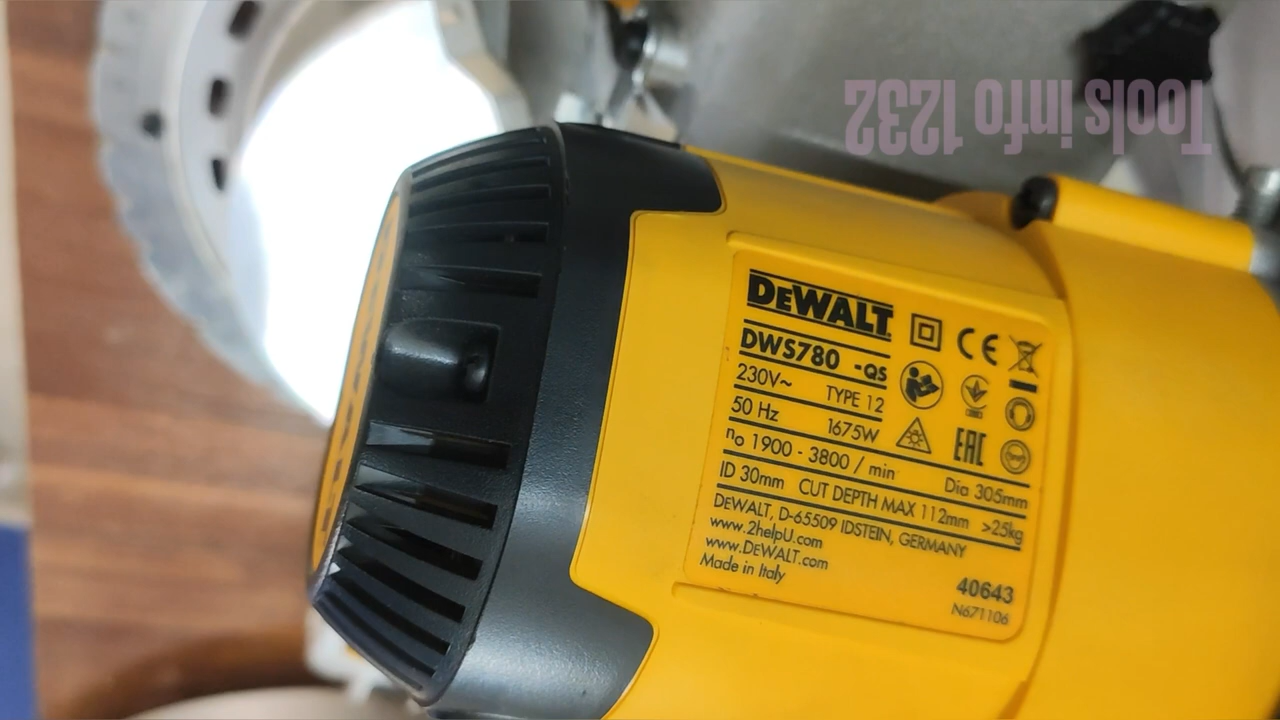 Tools info 1232
DEWALT
DWS780 -QS
230V~ TYPE 12
50 Hz 1675W
no 1900 - 3800 / min
Dia 305mm
ID 30mm CUT DEPTH MAX 112mm >25kg
DEWALT, D-65509 IDSTEIN, GERMANY
www.2helpU.com
www.DEWALT.com
Made in Italy
40643
N671106
CE
EAC